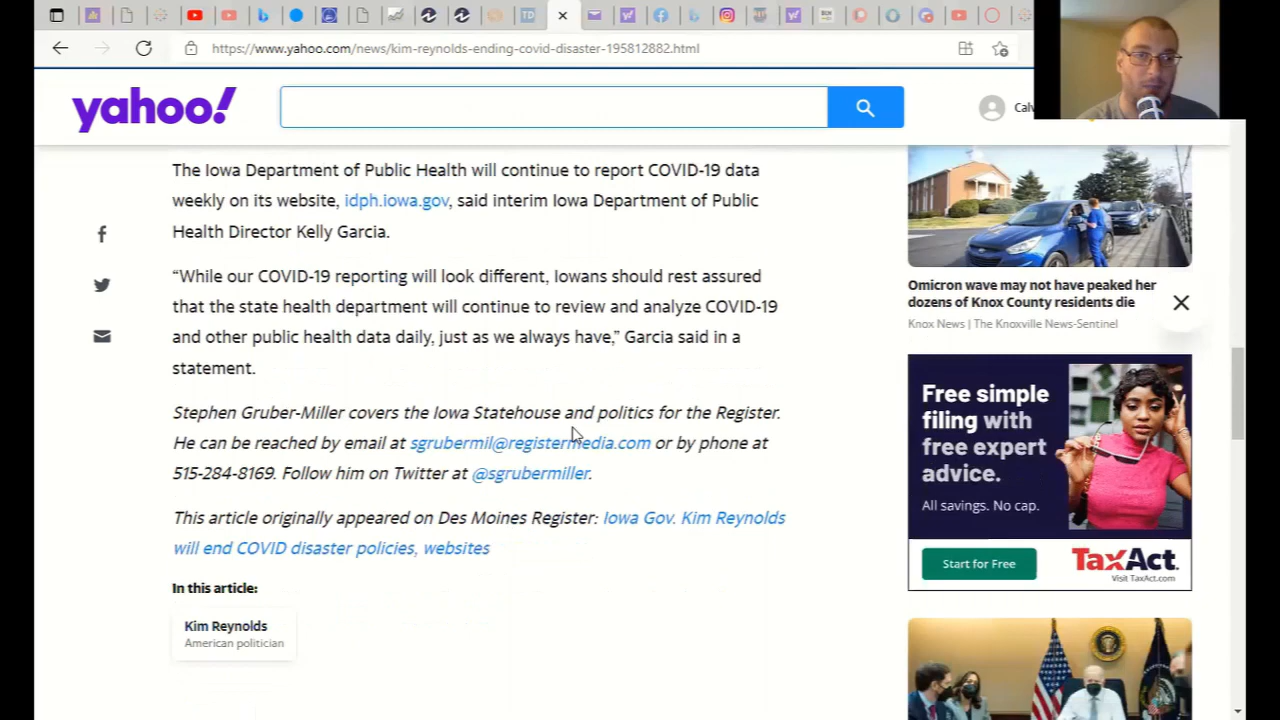 https://www.yahoo.com/news/kim-reynolds-ending-covid-disaster-195812882.html
yahoo!
The Iowa Department of Public Health will continue to report COVID-19 data
weekly on its website, idph.iowa.gov, said interim Iowa Department of Public
Health Director Kelly Garcia.
“While our COVID-19 reporting will look different, Iowans should rest assured
that the state health department will continue to review and analyze COVID-19
and other public health data daily, just as we always have,” Garcia said in a
statement.
Stephen Gruber-Miller covers the Iowa Statehouse and politics for the Register.
He can be reached by email at sgrubermil@registermedia.com or by phone at
515-284-8169. Follow him on Twitter at @sgrubermiller.
This article originally appeared on Des Moines Register: Iowa Gov. Kim Reynolds
will end COVID disaster policies, websites
In this article:
Kim Reynolds
American politician
Omicron wave may not have peaked her
dozens of Knox County residents die
Knox News | The Knoxville News-Sentinel
Free simple
filing with
free expert
advice.
All savings. No cap.
Start for Free
TaxAct.
Visit TaxAct.com